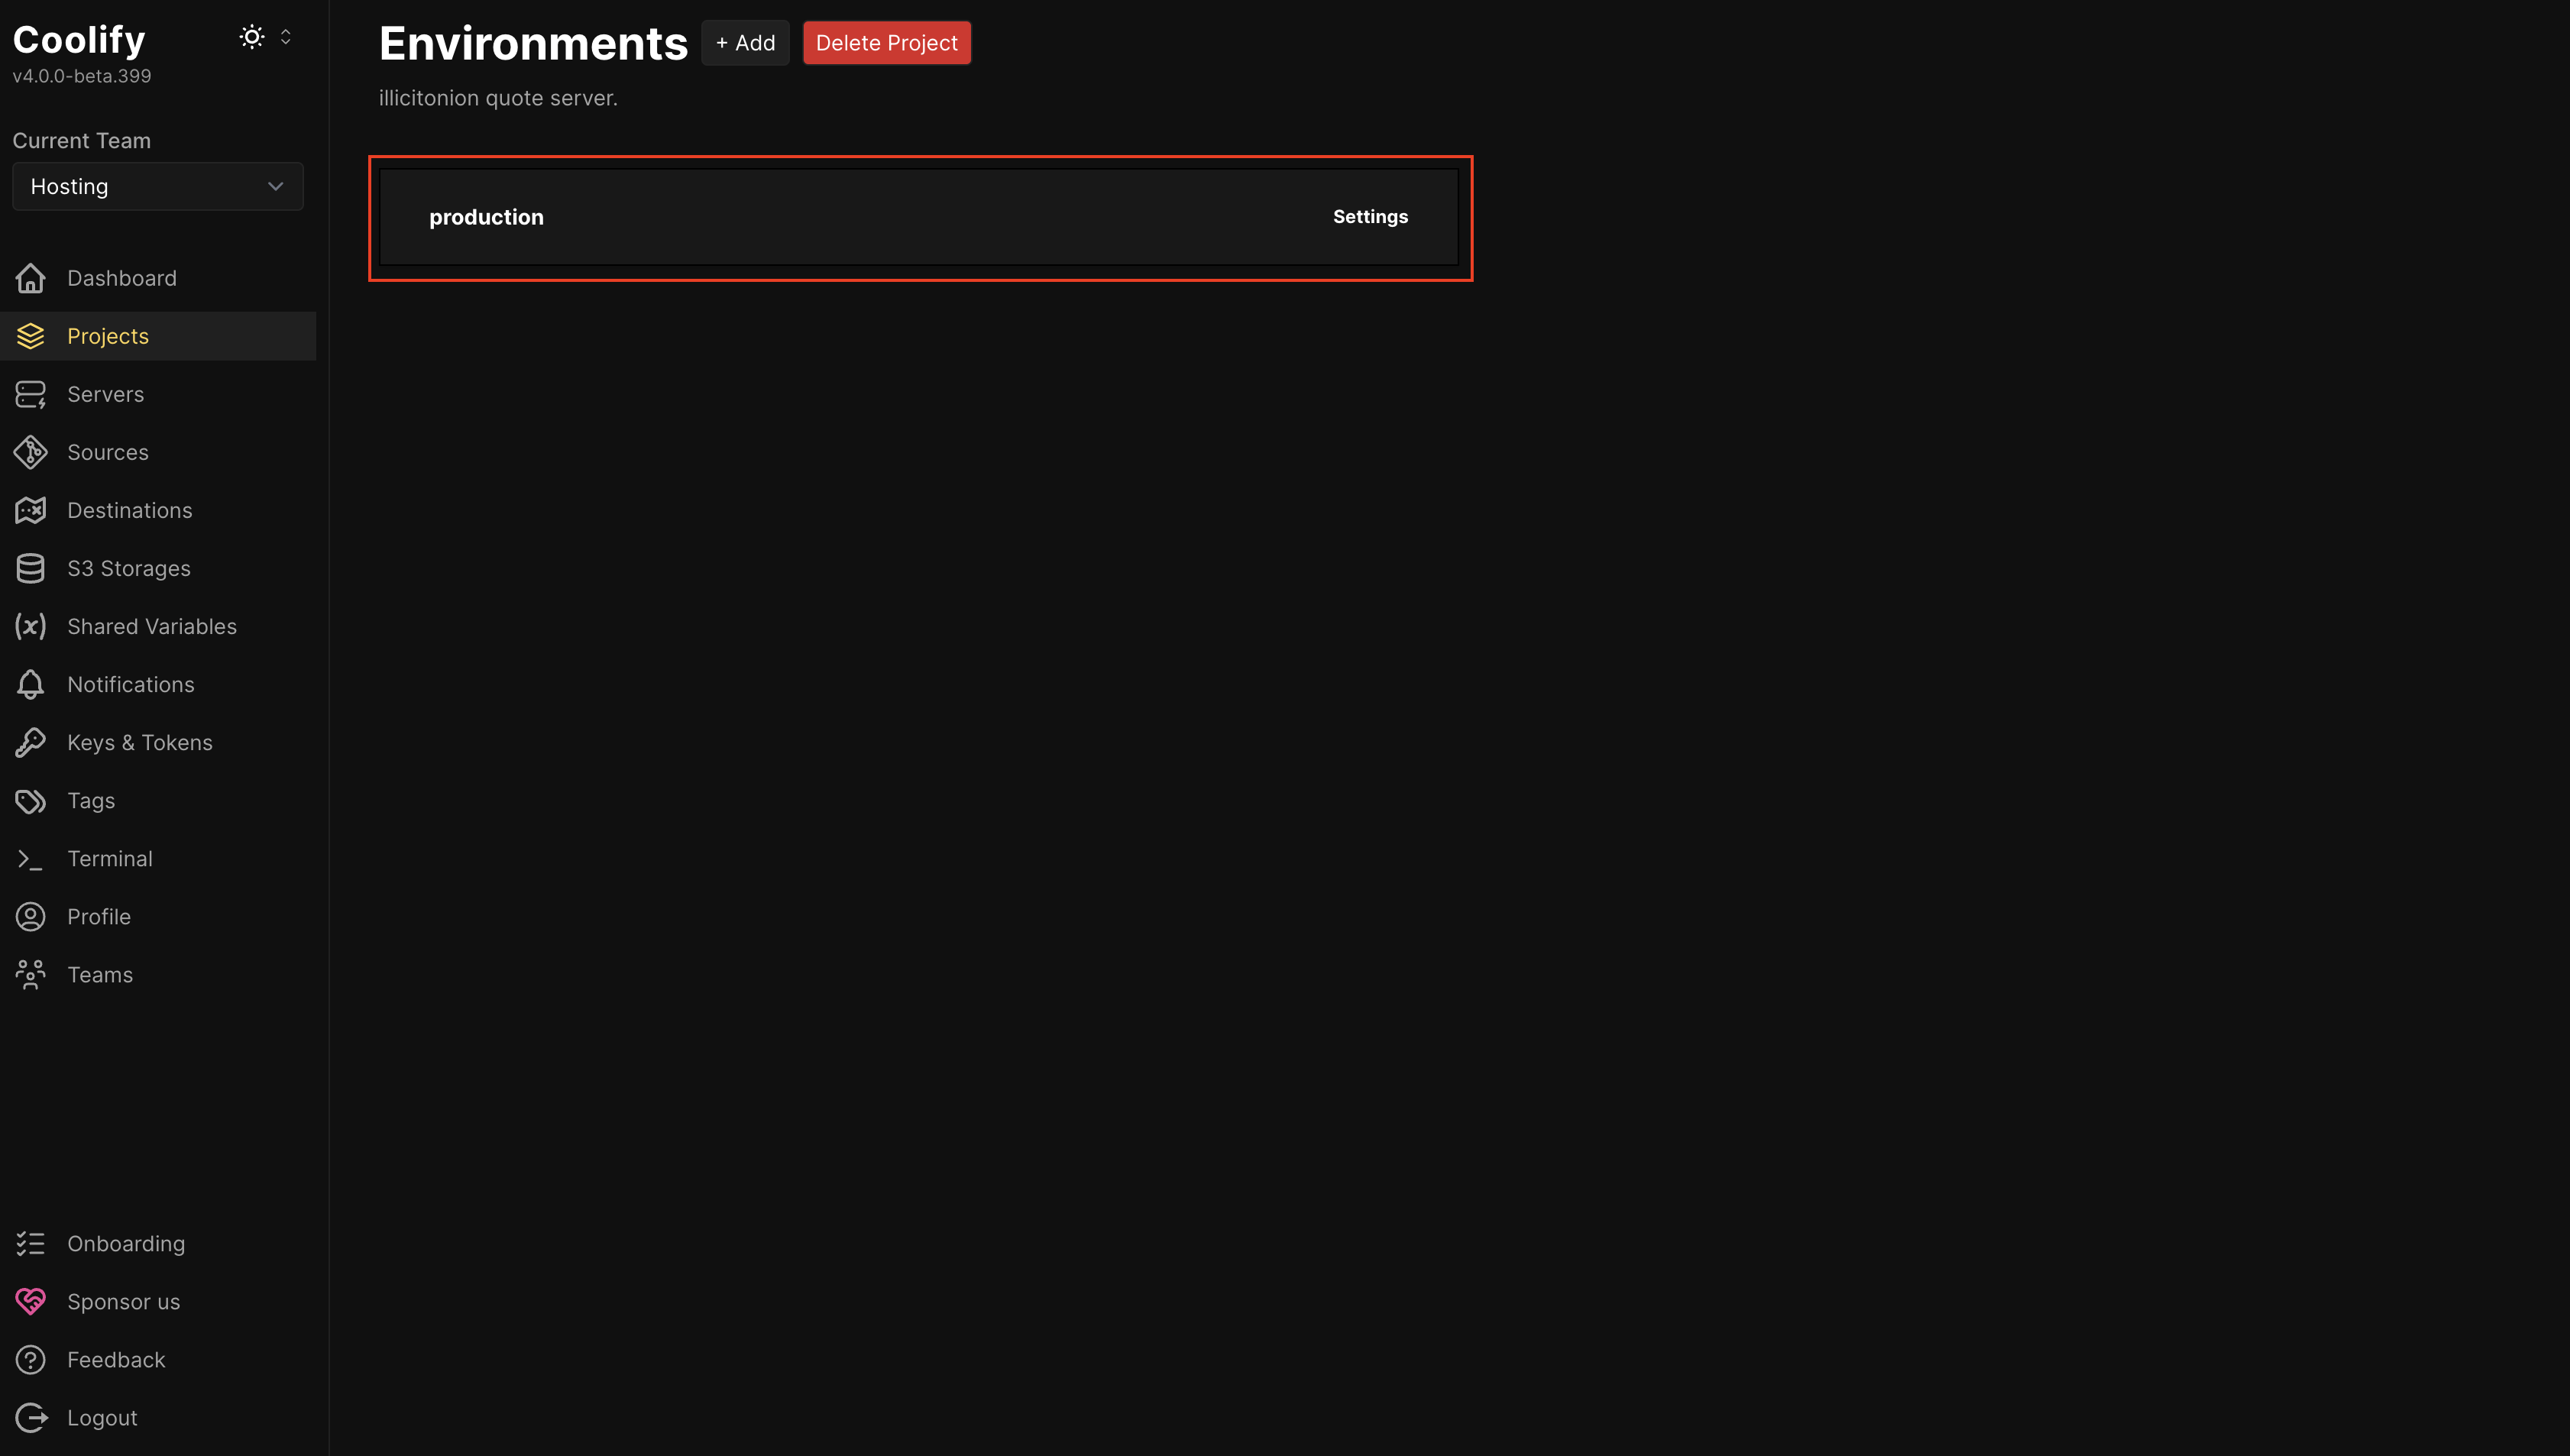 Coolify
v4.0.0-beta.399
Current Team
Hosting
Dashboard
Projects
Servers
Sources
Destinations
S3 Storages
Shared Variables
Notifications
Keys & Tokens
Tags
Terminal
Profile
Teams
Onboarding
Sponsor us
Feedback
Logout
Environments + Add Delete Project
illicitonion quote server.
production Settings